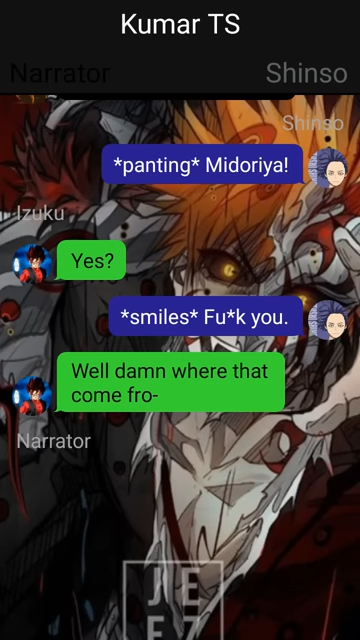 Kumar TS
Narrator
Shinso
Shinso
*panting* Midoriya!
Izuku
Yes?
*smiles* Fu*k you.
Well damn where that
come fro-
Narrator
JE